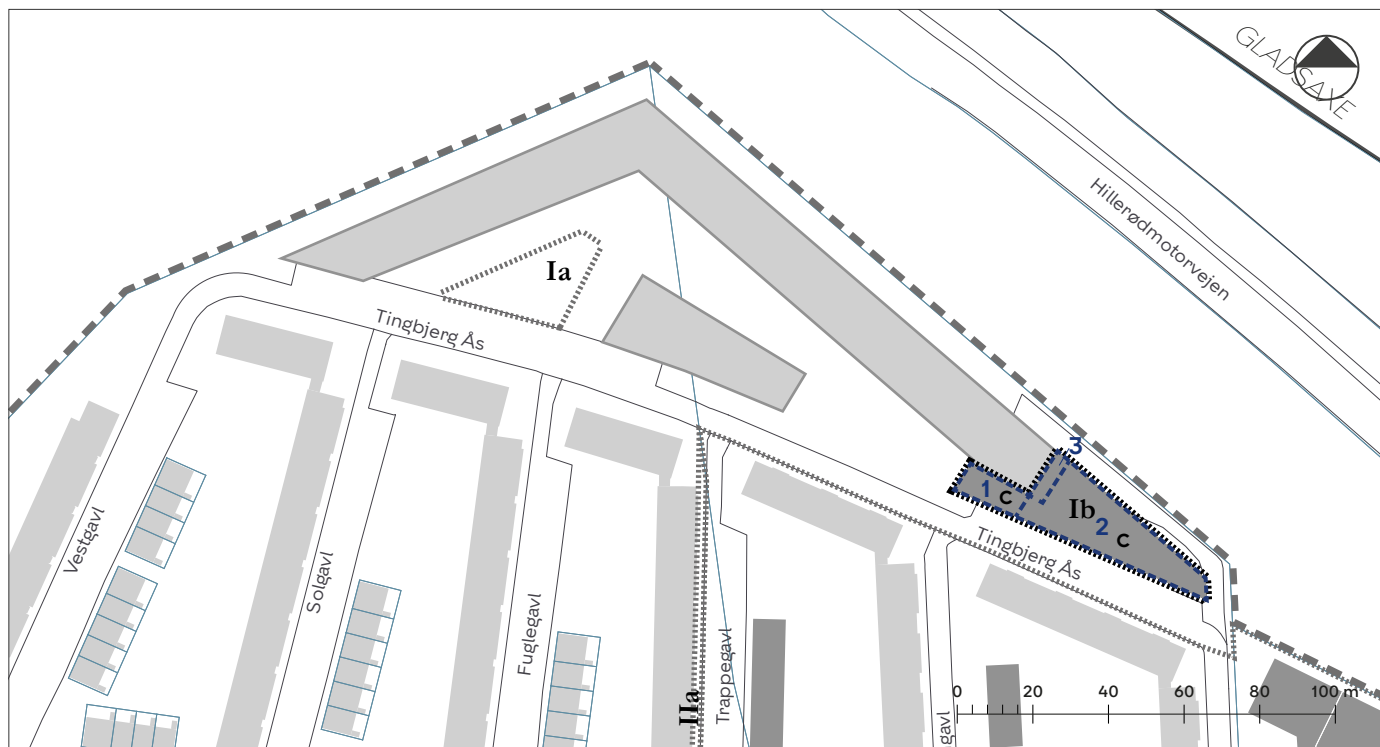 GLADSAXE
Hillerødmotorvejen
Ia
Tingbjerg Ås
3
1 c
Ib
2 c
Tingbjerg Ås
Vestgavl
Solgavl
Fuglegavl
IIa
Trappegavl
gavl
0 20 40 60 80 100 m